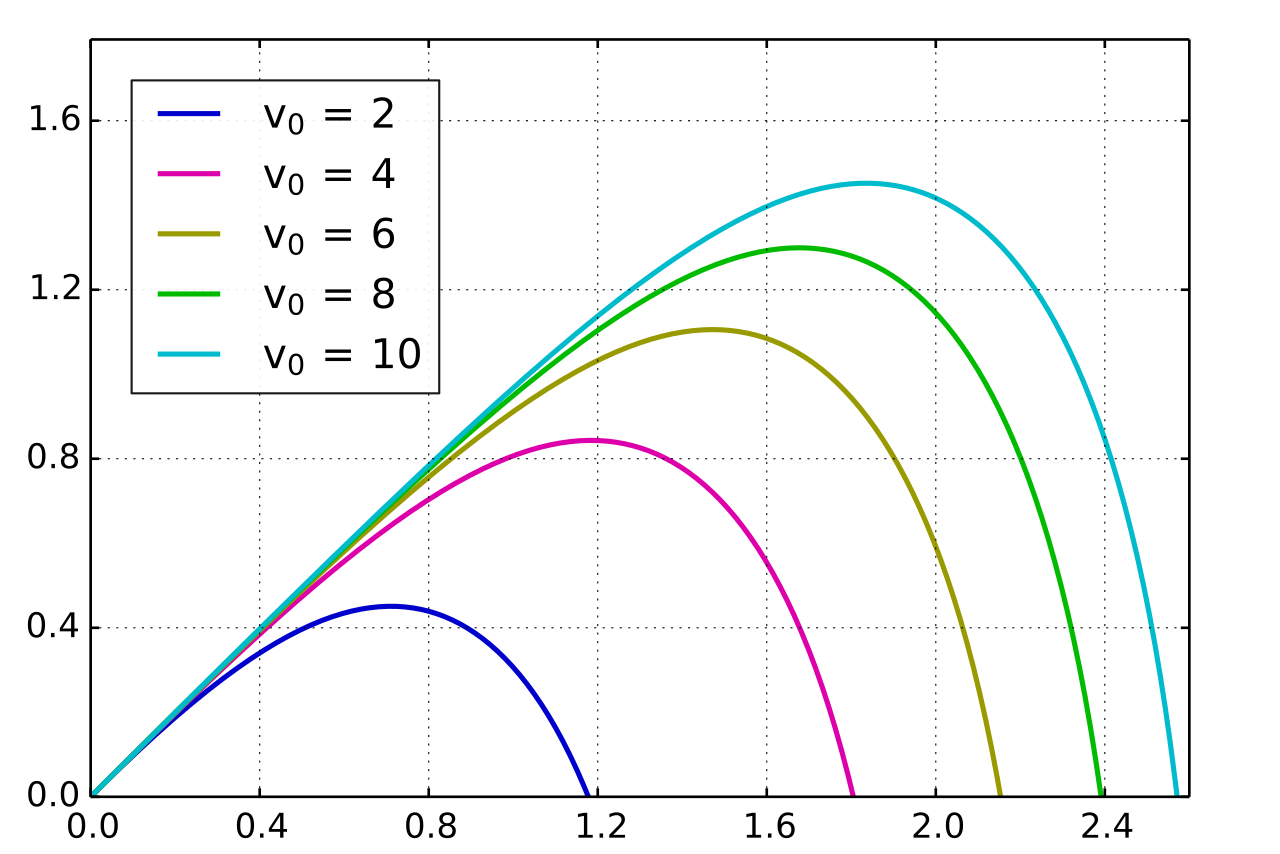 v₀ = 2
v₀ = 4
v₀ = 6
v₀ = 8
v₀ = 10
1.6
1.2
0.8
0.4
0.0
0.0 0.4 0.8 1.2 1.6 2.0 2.4